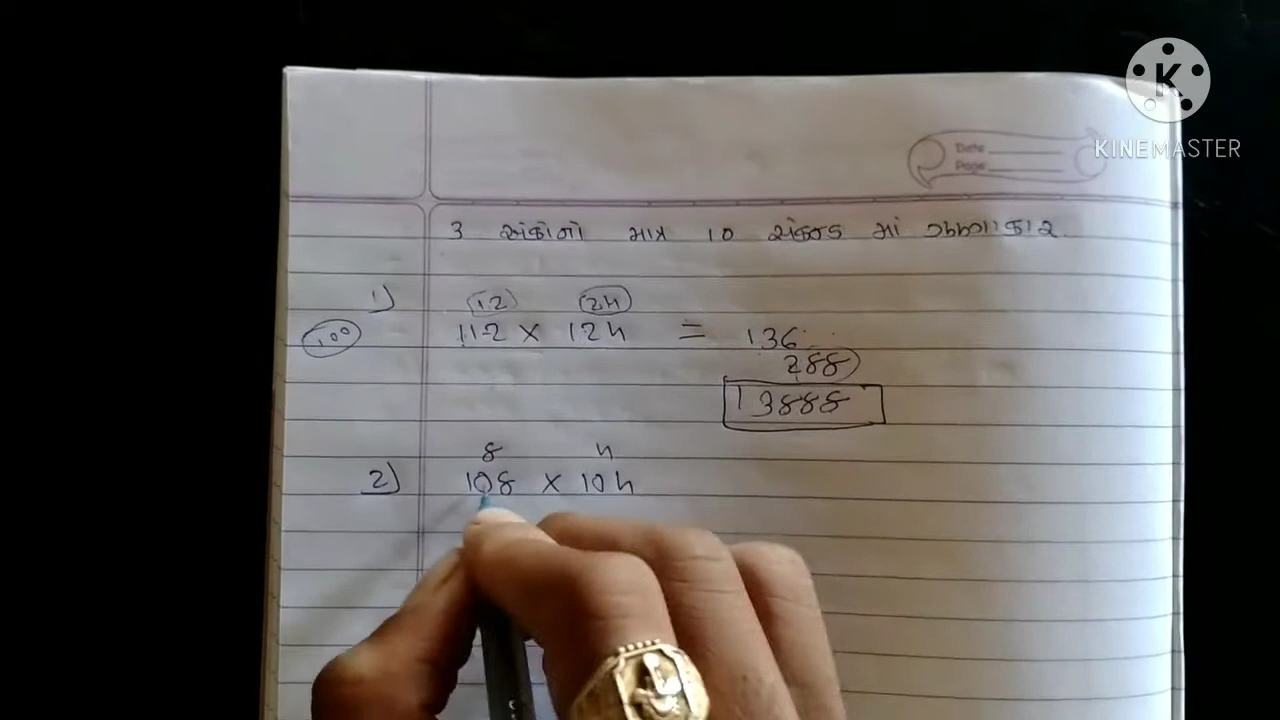 KINEMASTER
Date
Page
3 અંકોનો માત્ર 10 સેકન્ડ માં ગુણાકાર
1) 12 24
100 112 x 124 = 136
288
13888
8 4
2) 108 x 104